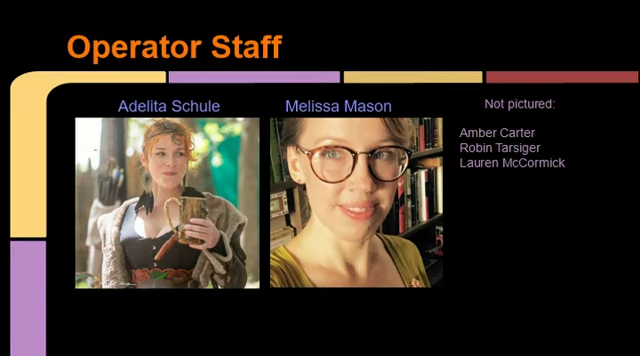 Operator Staff
Adelita Schule
Melissa Mason
Not pictured:
Amber Carter
Robin Tarsiger
Lauren McCormick